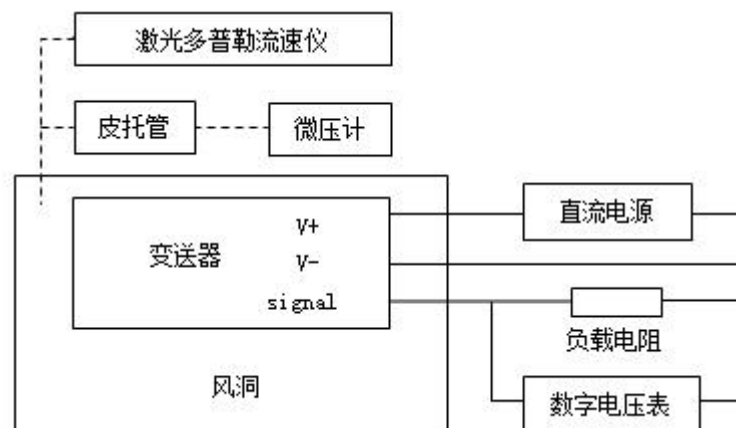 激光多普勒流速仪
皮托管
微压计
直流电源
V+
变送器
V-
signal
负载电阻
风洞
数字电压表